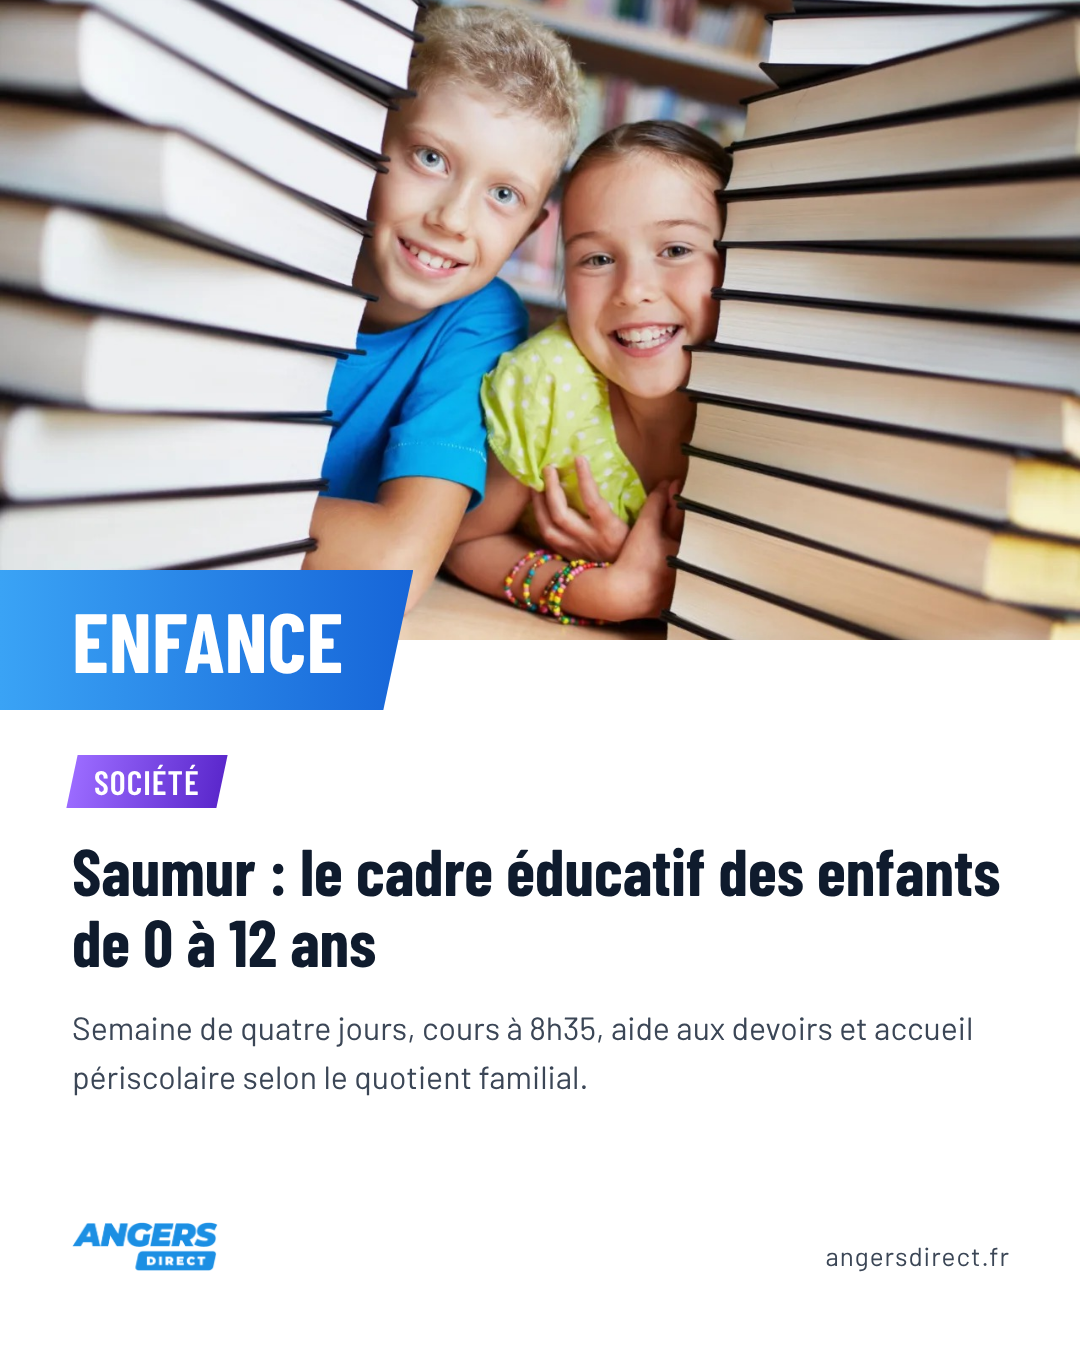 ENFANCE
SOCIÉTÉ
Saumur : le cadre éducatif des enfants
de 0 à 12 ans
Semaine de quatre jours, cours à 8h35, aide aux devoirs et accueil
périscolaire selon le quotient familial.
ANGERS
DIRECT
angersdirect.fr